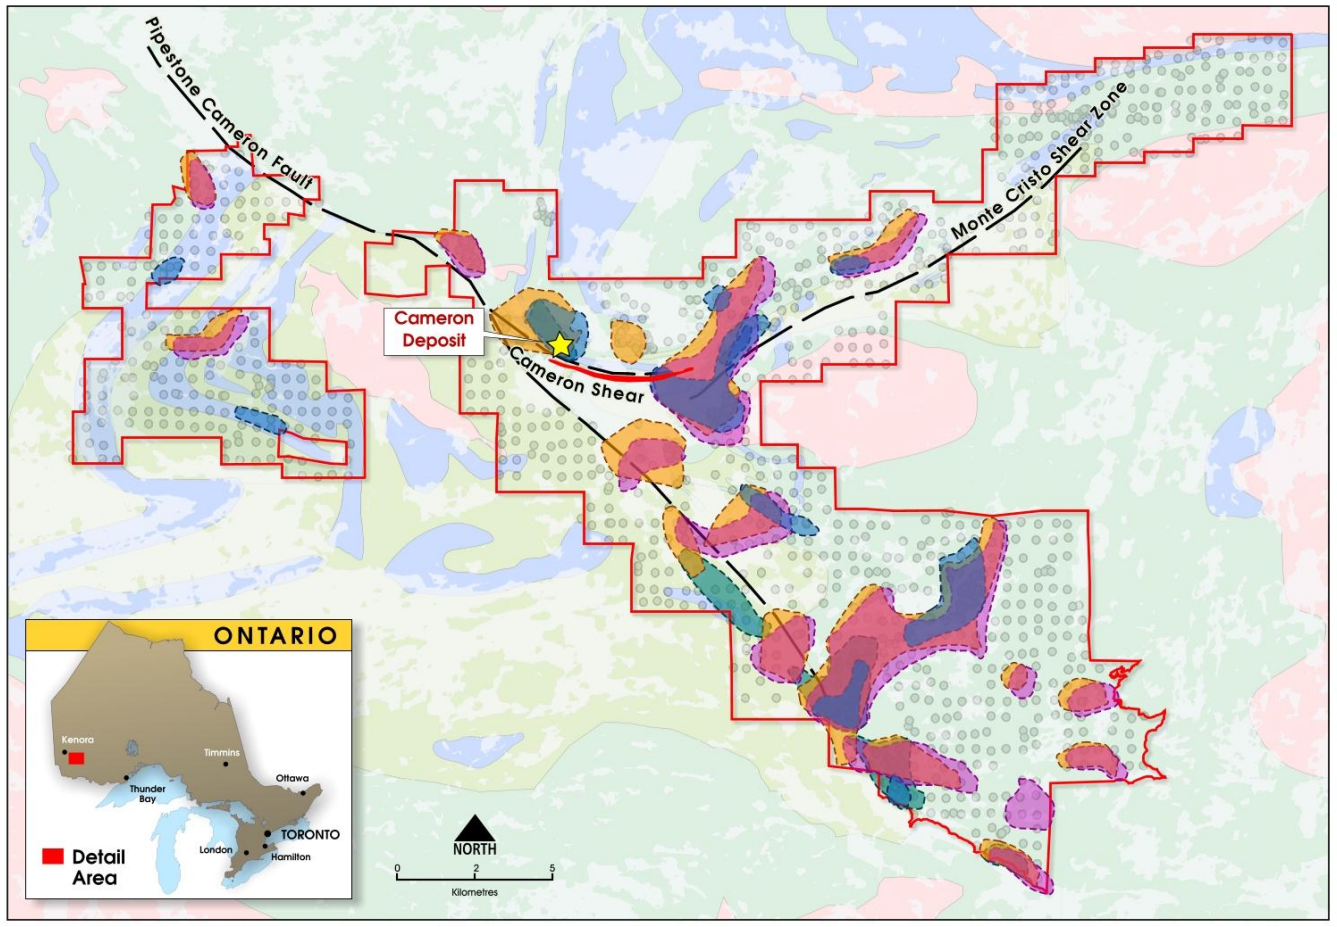 Pipestone Cameron Fault
Monte Cristo Shear Zone
Cameron
Deposit
Cameron Shear
ONTARIO
Kenora
Timmins
Ottawa
Thunder
Bay
TORONTO
London
Hamilton
Detail
Area
NORTH
0 2 5
Kilometres